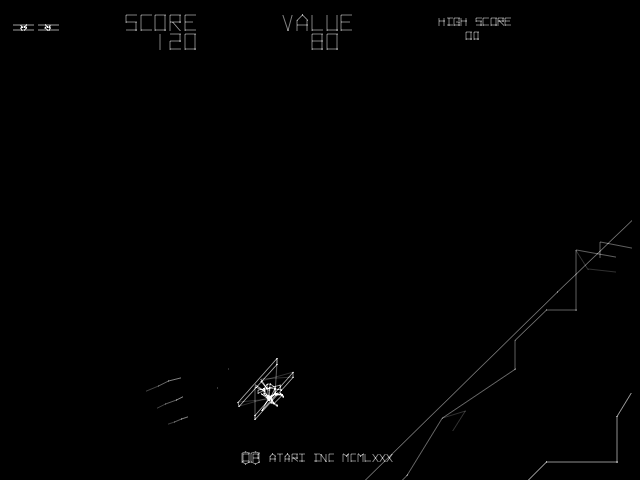 SCORE
120
VALUE
80
HIGH SCORE
00
ATARI INC MCMLXXX